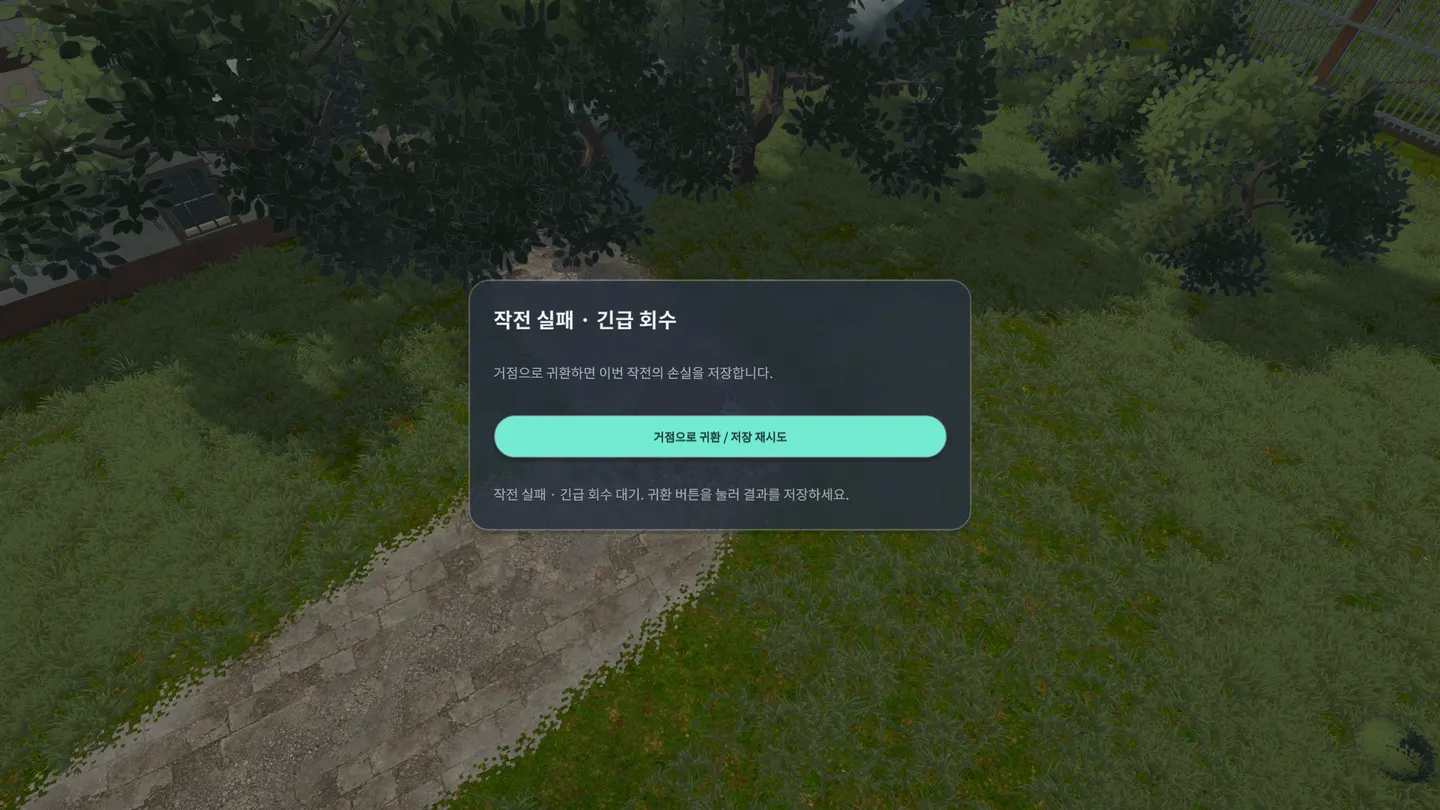 작전 실패 · 긴급 회수
거점으로 귀환하면 이번 작전의 손실을 저장합니다.
거점으로 귀환 / 저장 재시도
작전 실패 · 긴급 회수 대기. 귀환 버튼을 눌러 결과를 저장하세요.